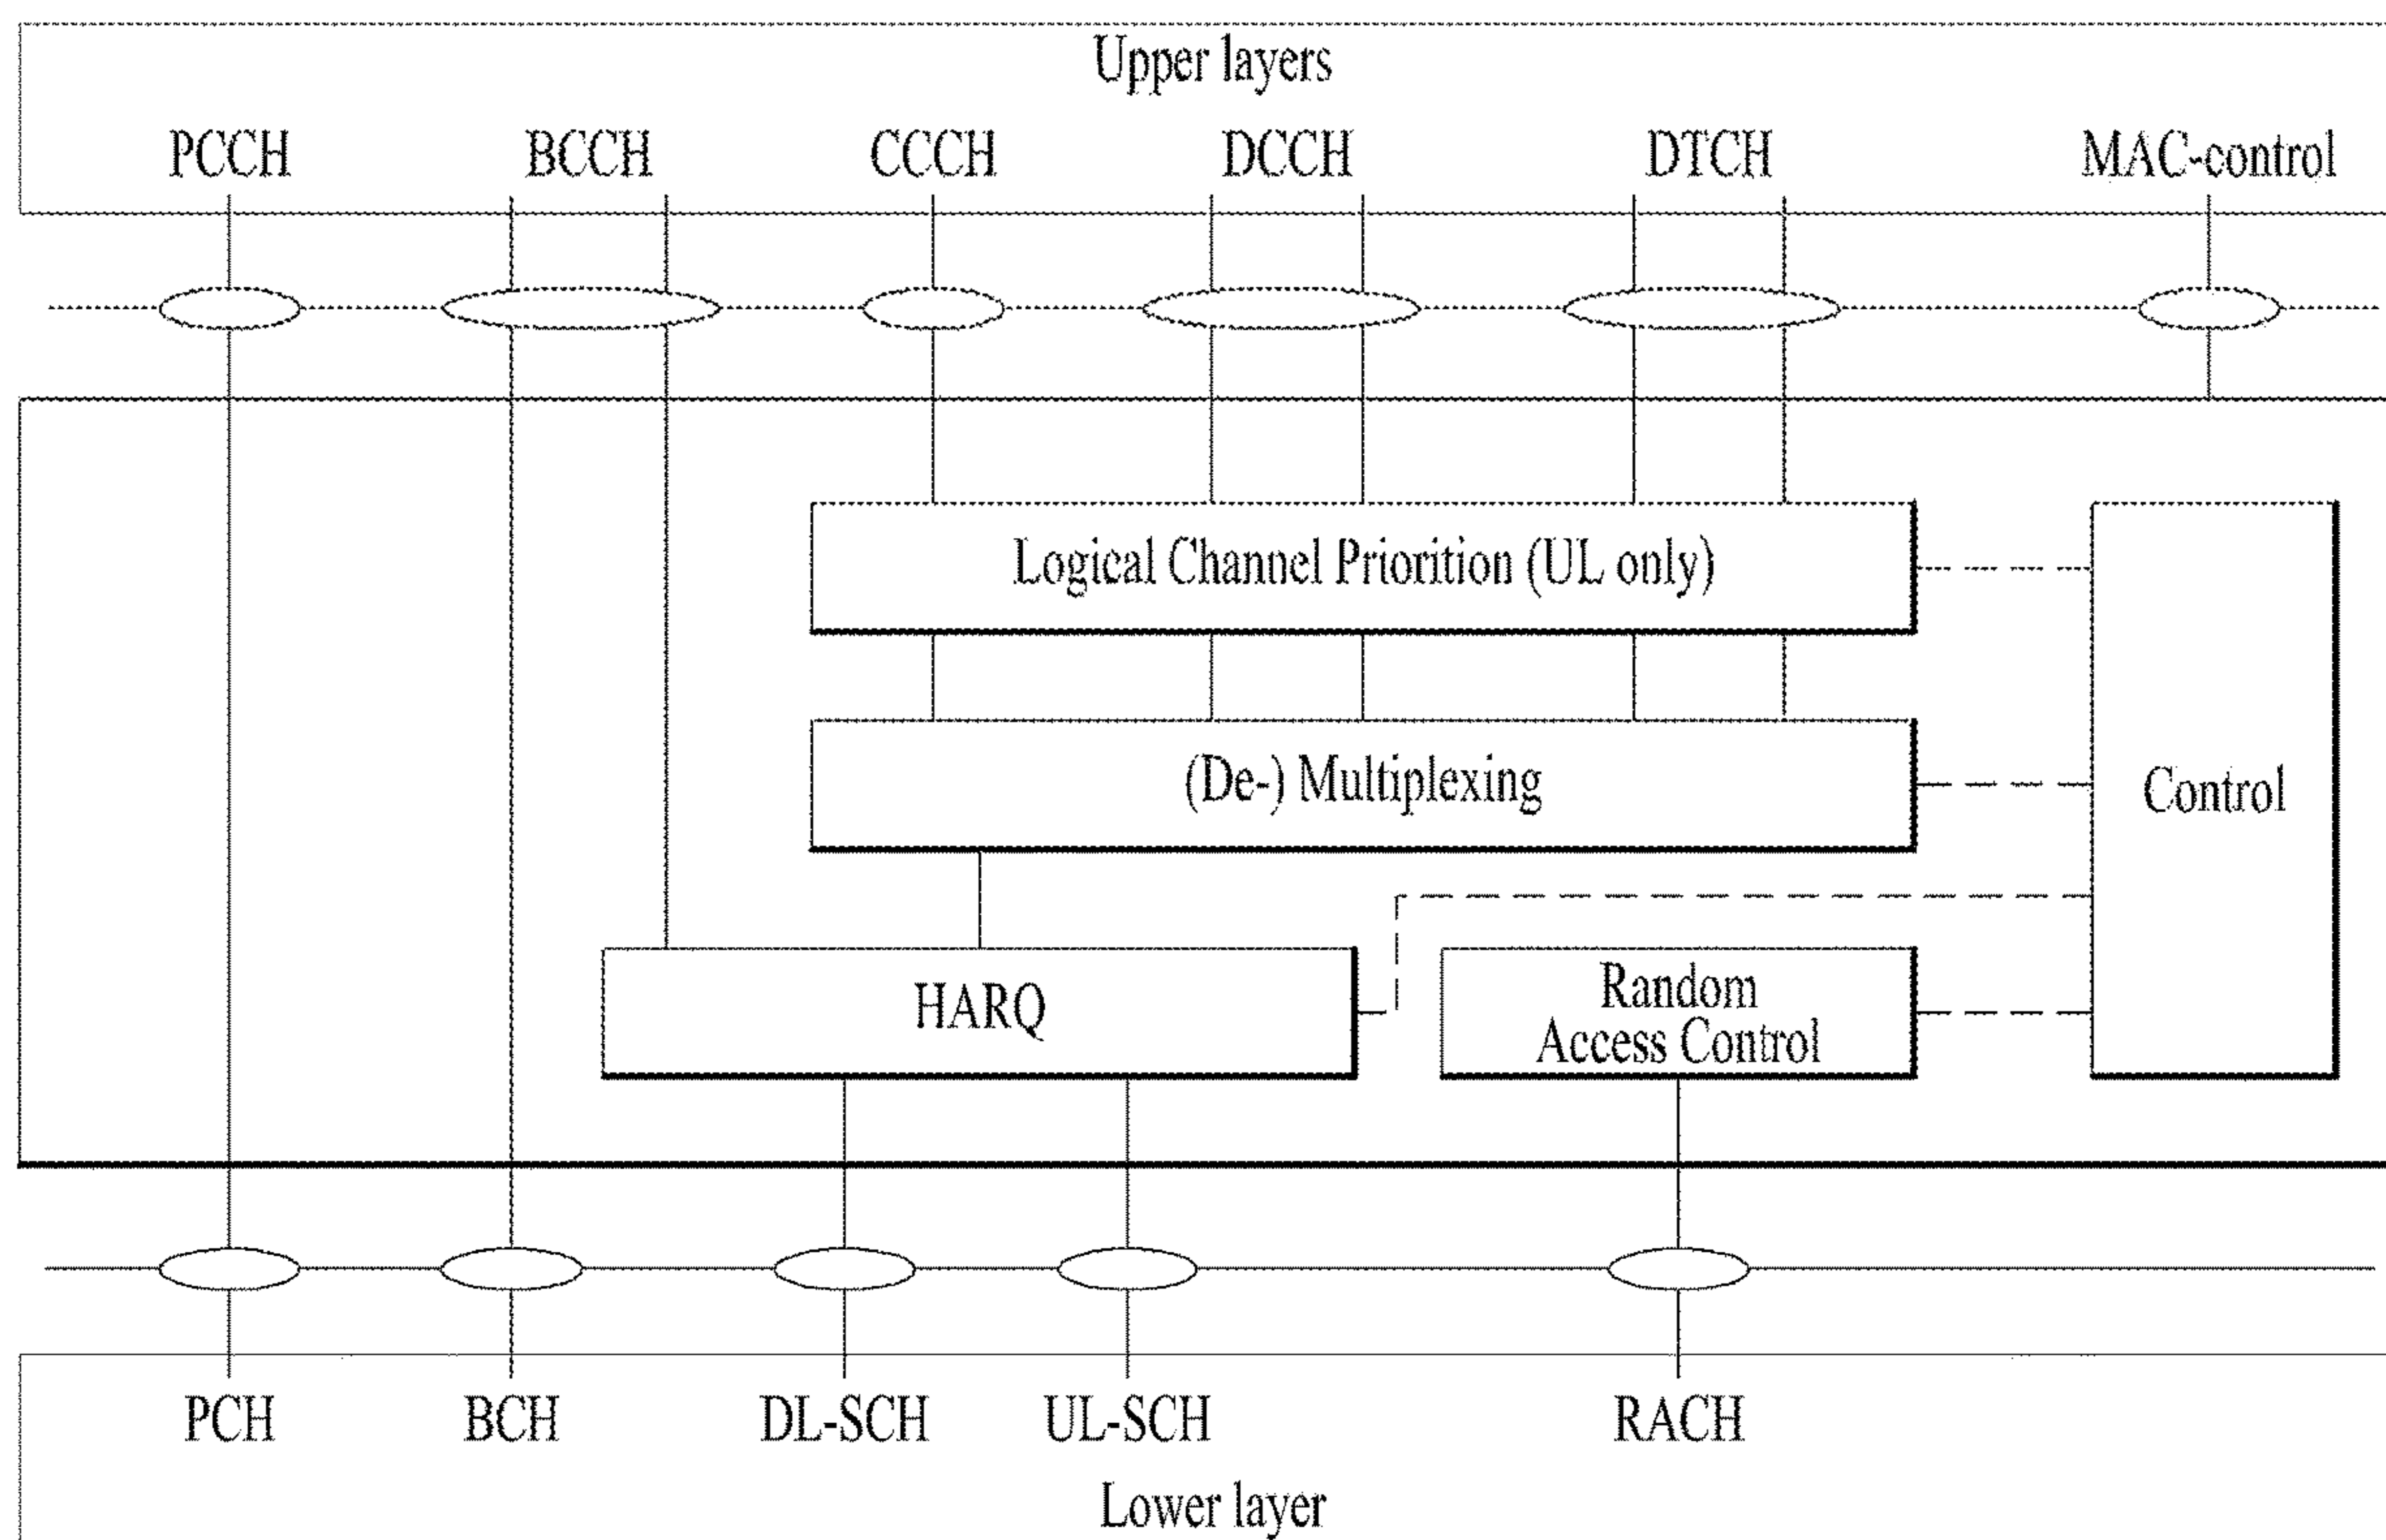 Upper layers
PCCH BCCH CCCH DCCH DTCH MAC-control
Logical Channel Priorition (UL only)
(De-) Multiplexing
Control
HARQ
Random
Access Control
PCH BCH DL-SCH UL-SCH RACH
Lower layer